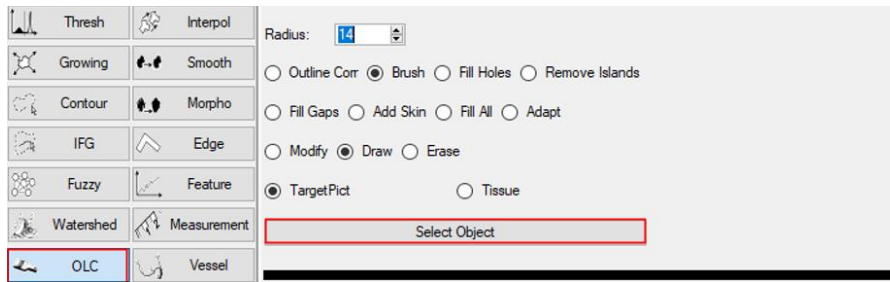 Thresh Interpol
Radius: 14
Growing Smooth
Outline Corr Brush Fill Holes Remove Islands
Contour Morpho
Fill Gaps Add Skin Fill All Adapt
IFG Edge
Modify Draw Erase
Fuzzy Feature
TargetPict Tissue
Watershed Measurement
Select Object
OLC Vessel